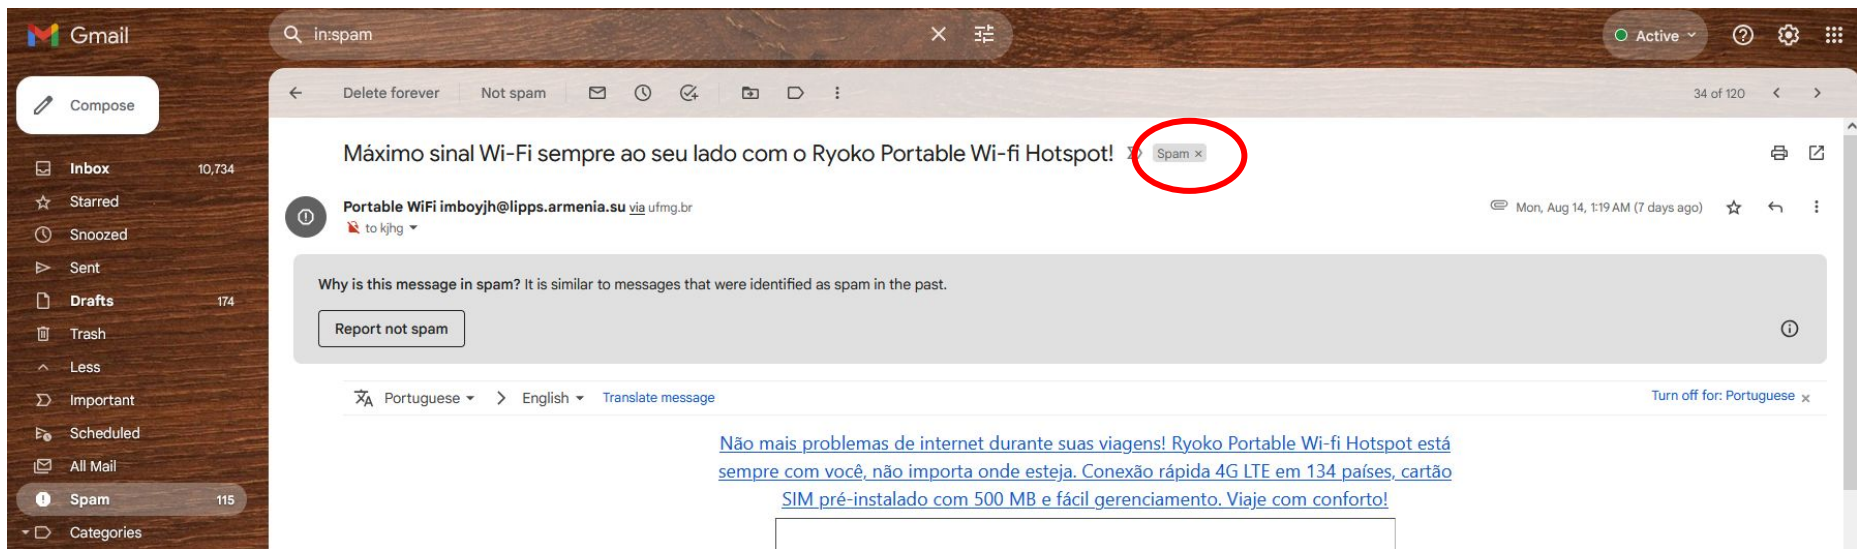 Gmail
in:spam
Active
Compose
Delete forever
Not spam
34 of 120
Inbox 10,734
Starred
Snoozed
Sent
Drafts 174
Trash
Less
Important
Scheduled
All Mail
Spam 115
Categories
Máximo sinal Wi-Fi sempre ao seu lado com o Ryoko Portable Wi-fi Hotspot!
Spam ×
Portable WiFi imboyjh@lipps.armenia.su via ufmg.br
Mon, Aug 14, 1:19 AM (7 days ago)
to kjhg
Why is this message in spam? It is similar to messages that were identified as spam in the past.
Report not spam
Portuguese > English Translate message
Turn off for: Portuguese ×
Não mais problemas de internet durante suas viagens! Ryoko Portable Wi-fi Hotspot está
sempre com você, não importa onde esteja. Conexão rápida 4G LTE em 134 países, cartão
SIM pré-instalado com 500 MB e fácil gerenciamento. Viaje com conforto!